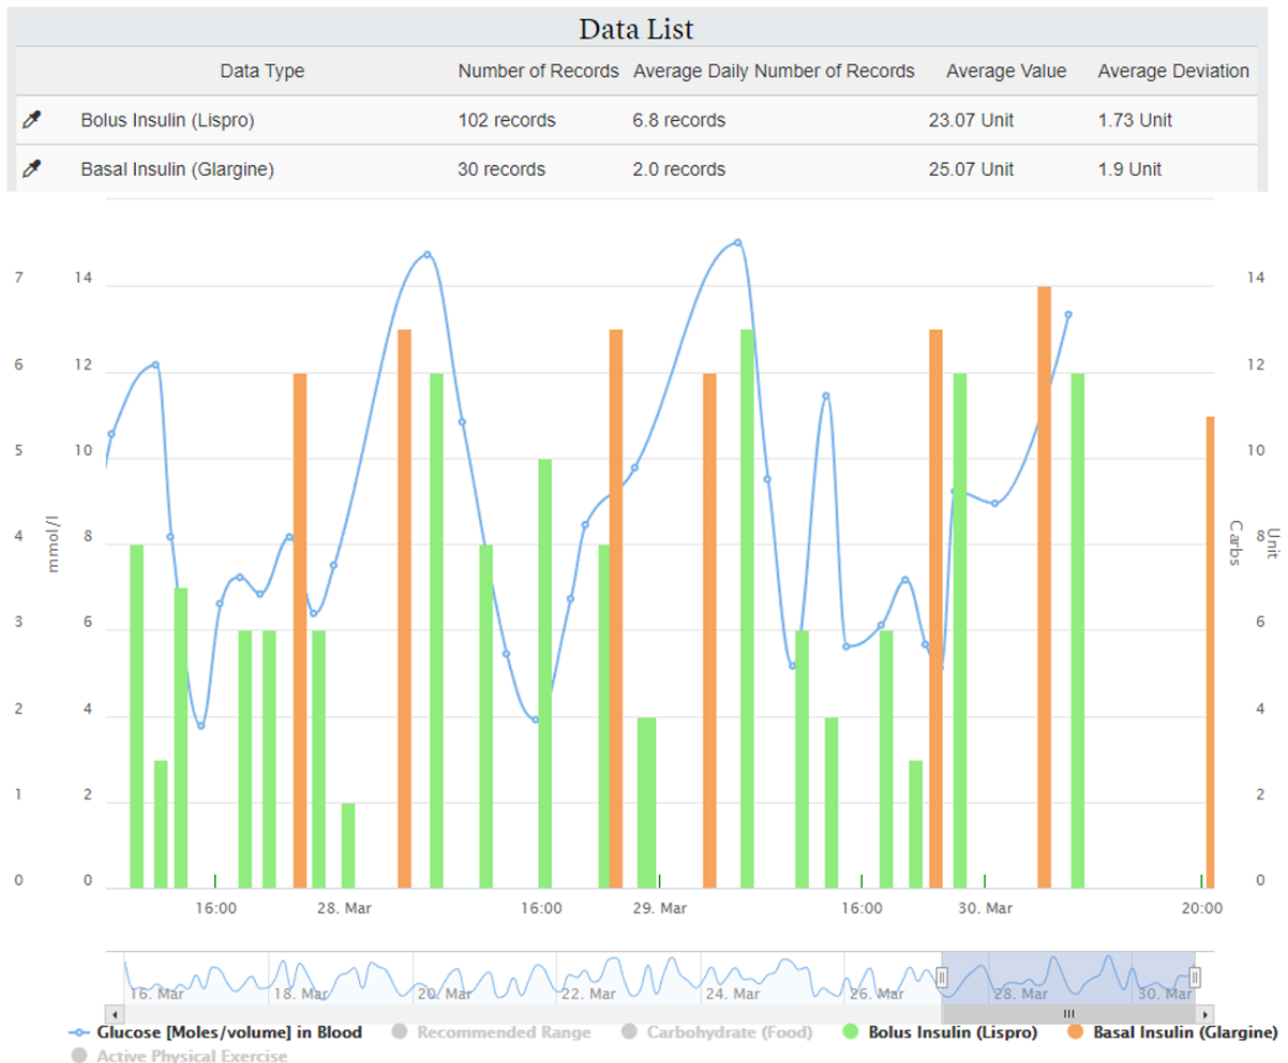 Data List
Data Type Number of Records Average Daily Number of Records Average Value Average Deviation
Bolus Insulin (Lispro) 102 records 6.8 records 23.07 Unit 1.73 Unit
Basal Insulin (Glargine) 30 records 2.0 records 25.07 Unit 1.9 Unit
7 14 14
6 12 12
5 10 10
4 8 8
mmol/l Carbs Unit
3 6 6
2 4 4
1 2 2
0 0 0
16:00 28. Mar 16:00 29. Mar 16:00 30. Mar 20:00
16. Mar 18. Mar 20. Mar 22. Mar 24. Mar 26. Mar 28. Mar 30. Mar
Glucose [Moles/volume] in Blood Recommended Range Carbohydrate (Food) Bolus Insulin (Lispro) Basal Insulin (Glargine)
Active Physical Exercise